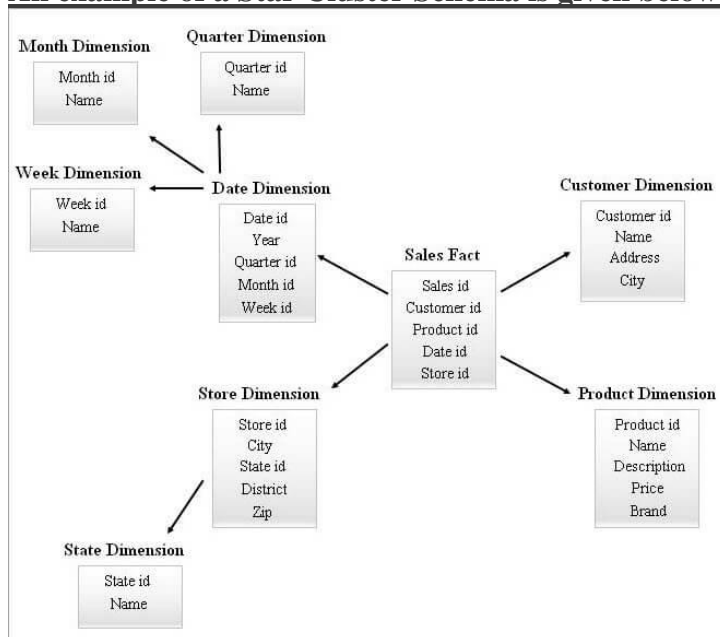 An example of a Star Cluster Schema is given below
Month Dimension
Month id
Name
Quarter Dimension
Quarter id
Name
Week Dimension
Week id
Name
Date Dimension
Date id
Year
Quarter id
Month id
Week id
Customer Dimension
Customer id
Name
Address
City
Sales Fact
Sales id
Customer id
Product id
Date id
Store id
Store Dimension
Store id
City
State id
District
Zip
Product Dimension
Product id
Name
Description
Price
Brand
State Dimension
State id
Name